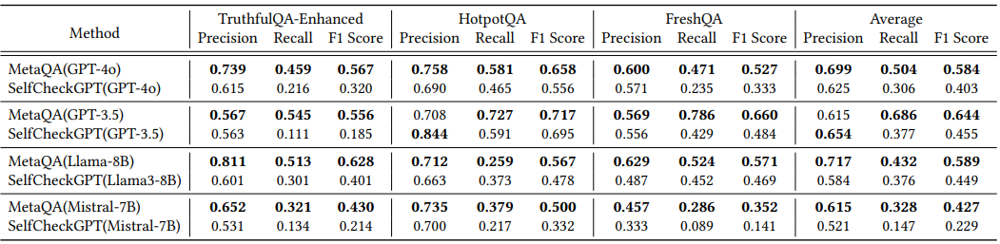 Method TruthfulQA-Enhanced HotpotQA FreshQA Average
Precision Recall F1 Score Precision Recall F1 Score Precision Recall F1 Score Precision Recall F1 Score
MetaQA(GPT-4o) 0.739 0.459 0.567 0.758 0.581 0.658 0.600 0.471 0.527 0.699 0.504 0.584
SelfCheckGPT(GPT-4o) 0.615 0.216 0.320 0.690 0.465 0.556 0.571 0.235 0.333 0.625 0.306 0.403
MetaQA(GPT-3.5) 0.567 0.545 0.556 0.708 0.727 0.717 0.569 0.786 0.660 0.615 0.686 0.644
SelfCheckGPT(GPT-3.5) 0.563 0.111 0.185 0.844 0.591 0.695 0.556 0.429 0.484 0.654 0.377 0.455
MetaQA(Llama-8B) 0.811 0.513 0.628 0.712 0.259 0.567 0.629 0.524 0.571 0.717 0.432 0.589
SelfCheckGPT(Llama3-8B) 0.601 0.301 0.401 0.663 0.373 0.478 0.487 0.452 0.469 0.584 0.376 0.449
MetaQA(Mistral-7B) 0.652 0.321 0.430 0.735 0.379 0.500 0.457 0.286 0.352 0.615 0.328 0.427
SelfCheckGPT(Mistral-7B) 0.531 0.134 0.214 0.700 0.217 0.332 0.333 0.089 0.141 0.521 0.147 0.229